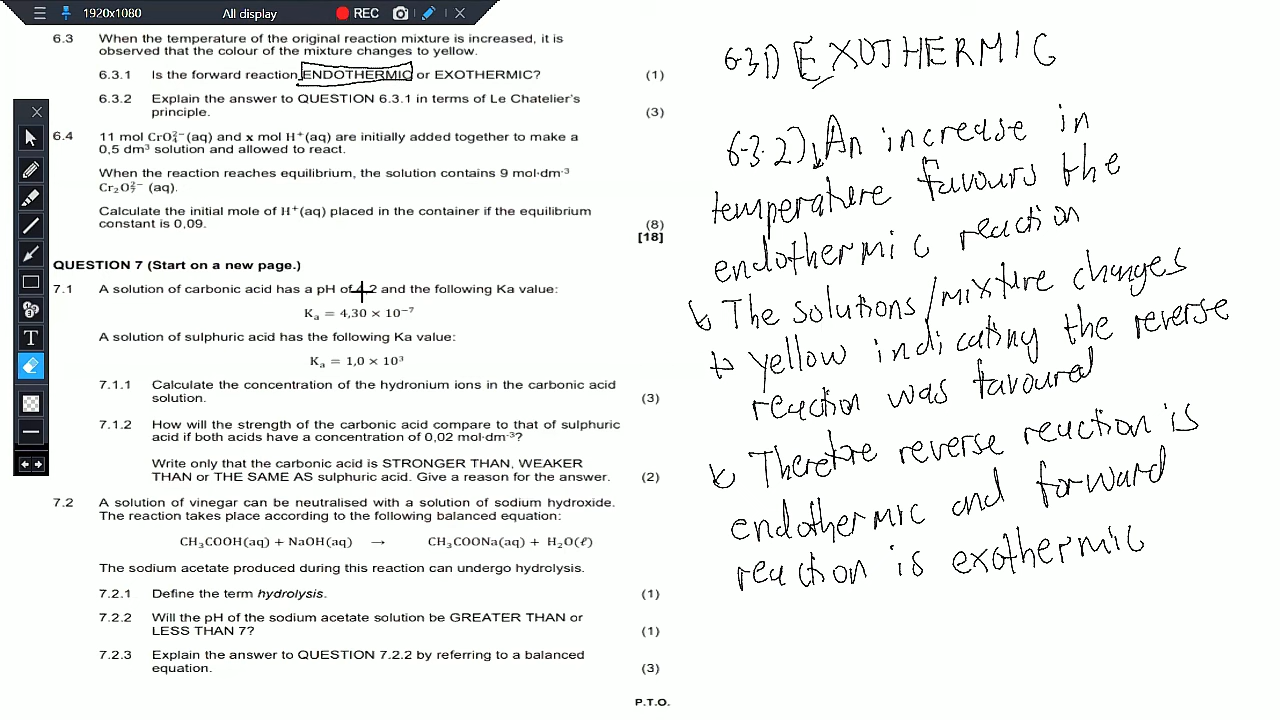 1920x1080 All display REC
6.3 When the temperature of the original reaction mixture is increased, it is
observed that the colour of the mixture changes to yellow.
6.3.1 Is the forward reaction ENDOTHERMIC or EXOTHERMIC? (1)
6.3.2 Explain the answer to QUESTION 6.3.1 in terms of Le Chatelier's
principle. (3)
6.4 11 mol CrO₄²⁻(aq) and x mol H⁺(aq) are initially added together to make a
0,5 dm³ solution and allowed to react.
When the reaction reaches equilibrium, the solution contains 9 mol·dm⁻³
Cr₂O₇²⁻ (aq).
Calculate the initial mole of H⁺(aq) placed in the container if the equilibrium
constant is 0,09. (8)
[18]
QUESTION 7 (Start on a new page.)
7.1 A solution of carbonic acid has a pH of 4,2 and the following Ka value:
Kₐ = 4,30 × 10⁻⁷
A solution of sulphuric acid has the following Ka value:
Kₐ = 1,0 × 10³
7.1.1 Calculate the concentration of the hydronium ions in the carbonic acid
solution. (3)
7.1.2 How will the strength of the carbonic acid compare to that of sulphuric
acid if both acids have a concentration of 0,02 mol·dm⁻³?
Write only that the carbonic acid is STRONGER THAN, WEAKER
THAN or THE SAME AS sulphuric acid. Give a reason for the answer. (2)
7.2 A solution of vinegar can be neutralised with a solution of sodium hydroxide.
The reaction takes place according to the following balanced equation:
CH₃COOH(aq) + NaOH(aq) → CH₃COONa(aq) + H₂O(ℓ)
The sodium acetate produced during this reaction can undergo hydrolysis.
7.2.1 Define the term hydrolysis. (1)
7.2.2 Will the pH of the sodium acetate solution be GREATER THAN or
LESS THAN 7? (1)
7.2.3 Explain the answer to QUESTION 7.2.2 by referring to a balanced
equation. (3)
P.T.O.
T
6.3 1) EXOTHERMIC
6.3.2) An increase in
temperature favours the
endothermic reaction
The solutions/mixture changes
yellow indicating the reverse
reaction was favoured
Therefore reverse reaction is
endothermic and forward
reaction is exothermic